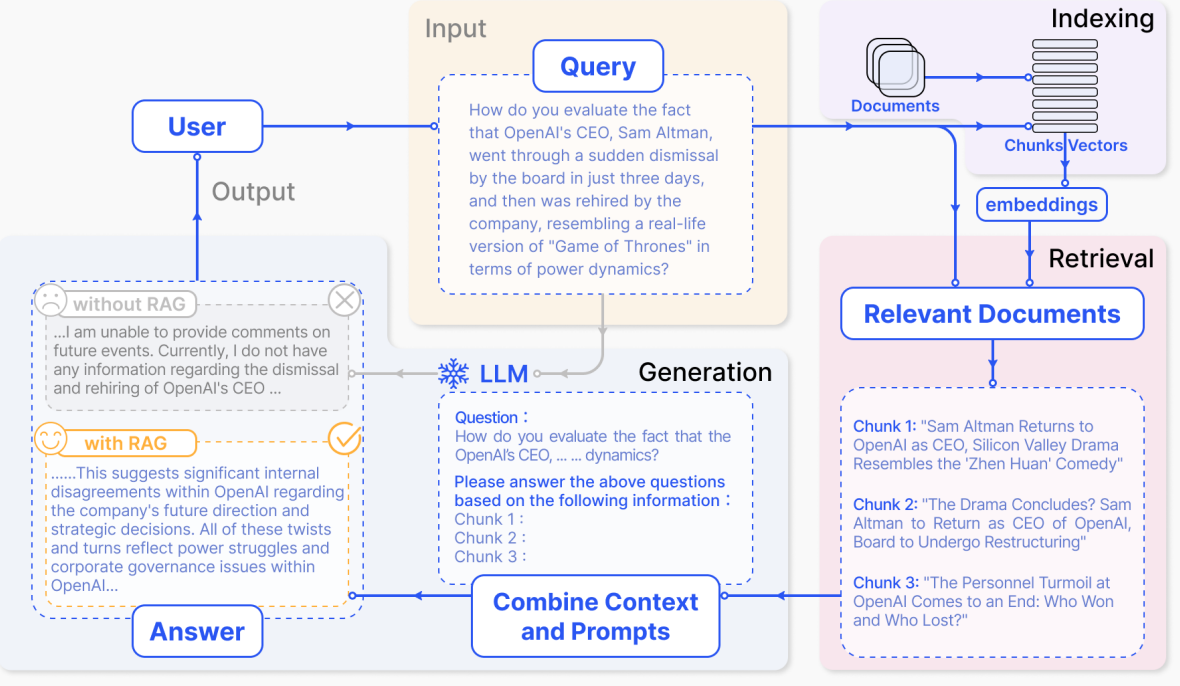 Input
Query
How do you evaluate the fact
that OpenAI's CEO, Sam Altman,
went through a sudden dismissal
by the board in just three days,
and then was rehired by the
company, resembling a real-life
version of "Game of Thrones" in
terms of power dynamics?
Indexing
Documents
Chunks Vectors
embeddings
User
Output
Retrieval
Relevant Documents
Chunk 1: "Sam Altman Returns to
OpenAI as CEO, Silicon Valley Drama
Resembles the 'Zhen Huan' Comedy"
Chunk 2: "The Drama Concludes? Sam
Altman to Return as CEO of OpenAI,
Board to Undergo Restructuring"
Chunk 3: "The Personnel Turmoil at
OpenAI Comes to an End: Who Won
and Who Lost?"
Generation
LLM
Question：
How do you evaluate the fact that the
OpenAI's CEO, ... ... dynamics?
Please answer the above questions
based on the following information：
Chunk 1 :
Chunk 2 :
Chunk 3 :
Combine Context
and Prompts
without RAG
...I am unable to provide comments on
future events. Currently, I do not have
any information regarding the dismissal
and rehiring of OpenAI's CEO ...
with RAG
......This suggests significant internal
disagreements within OpenAI regarding
the company's future direction and
strategic decisions. All of these twists
and turns reflect power struggles and
corporate governance issues within
OpenAI...
Answer